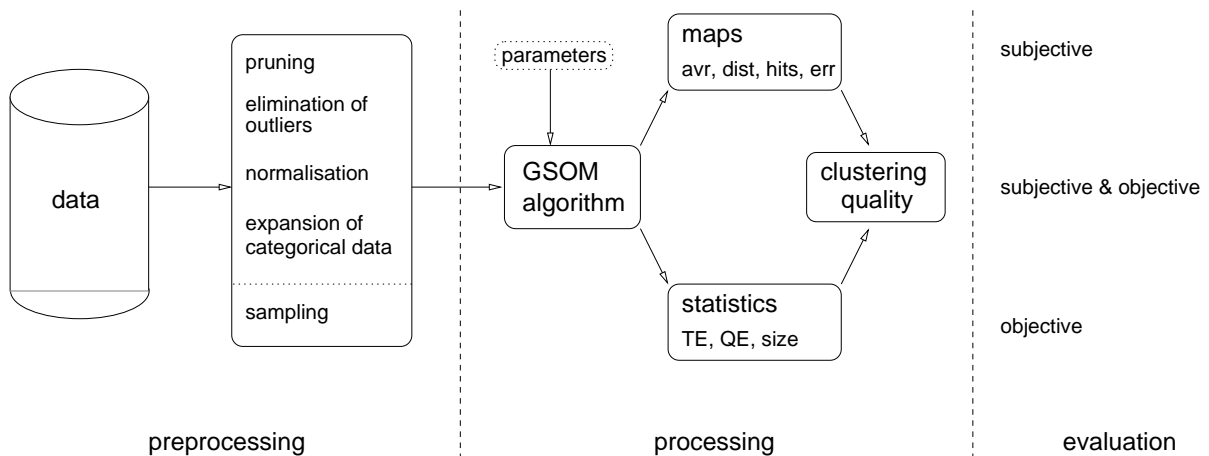 data
pruning
elimination of
outliers
normalisation
expansion of
categorical data
sampling
parameters
GSOM
algorithm
maps
avr, dist, hits, err
statistics
TE, QE, size
clustering
quality
subjective
subjective & objective
objective
preprocessing
processing
evaluation